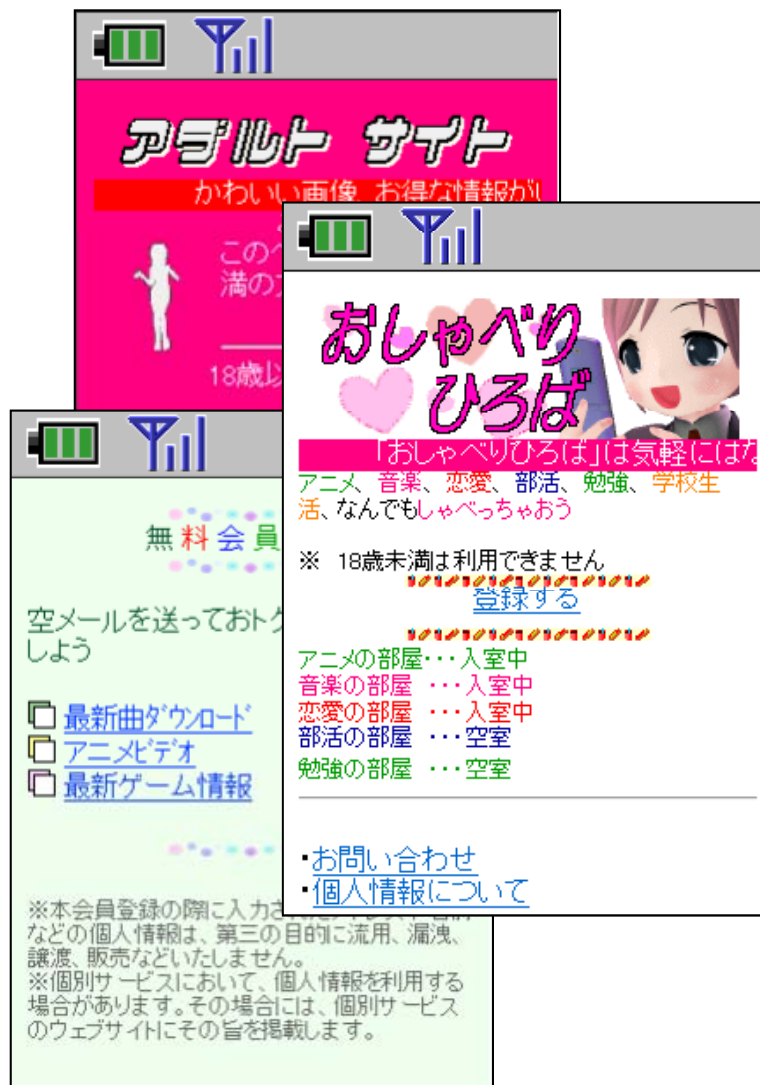 アダルト サイト
かわいい画像、お得な情報が
この
満の
18歳以
おしゃべり
ひろば
「おしゃべりひろば」は気軽にはな
アニメ、音楽、恋愛、部活、勉強、学校生
活、なんでもしゃべっちゃおう
※ 18歳未満は利用できません
登録する
アニメの部屋・・・入室中
音楽の部屋 ・・・入室中
恋愛の部屋 ・・・入室中
部活の部屋 ・・・空室
勉強の部屋 ・・・空室
・お問い合わせ
・個人情報について
無料会員
空メールを送っておトク
しよう
最新曲ダウンロード
アニメビデオ
最新ゲーム情報
※本会員登録の際に入力さ
などの個人情報は、第三の目的に流用、漏洩、
譲渡、販売などいたしません。
※個別サービスにおいて、個人情報を利用する
場合があります。その場合には、個別サービス
のウェブサイトにその旨を掲載します。